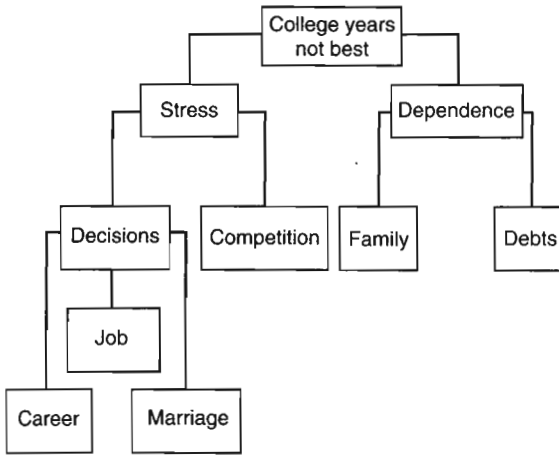 College years
not best
Stress
Dependence
Decisions
Competition
Family
Debts
Job
Career
Marriage